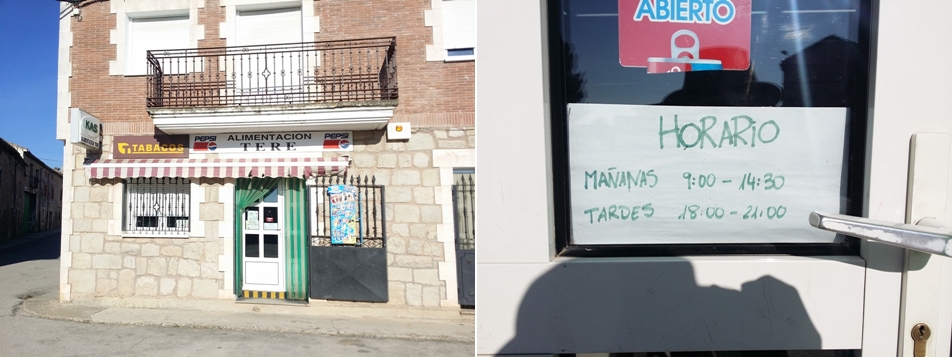 KAS
TABACOS
PEPSI ALIMENTACION PEPSI
TERE
ABIERTO
HORARIO
MAÑANAS 9:00 - 14:30
TARDES 18:00 - 21:00